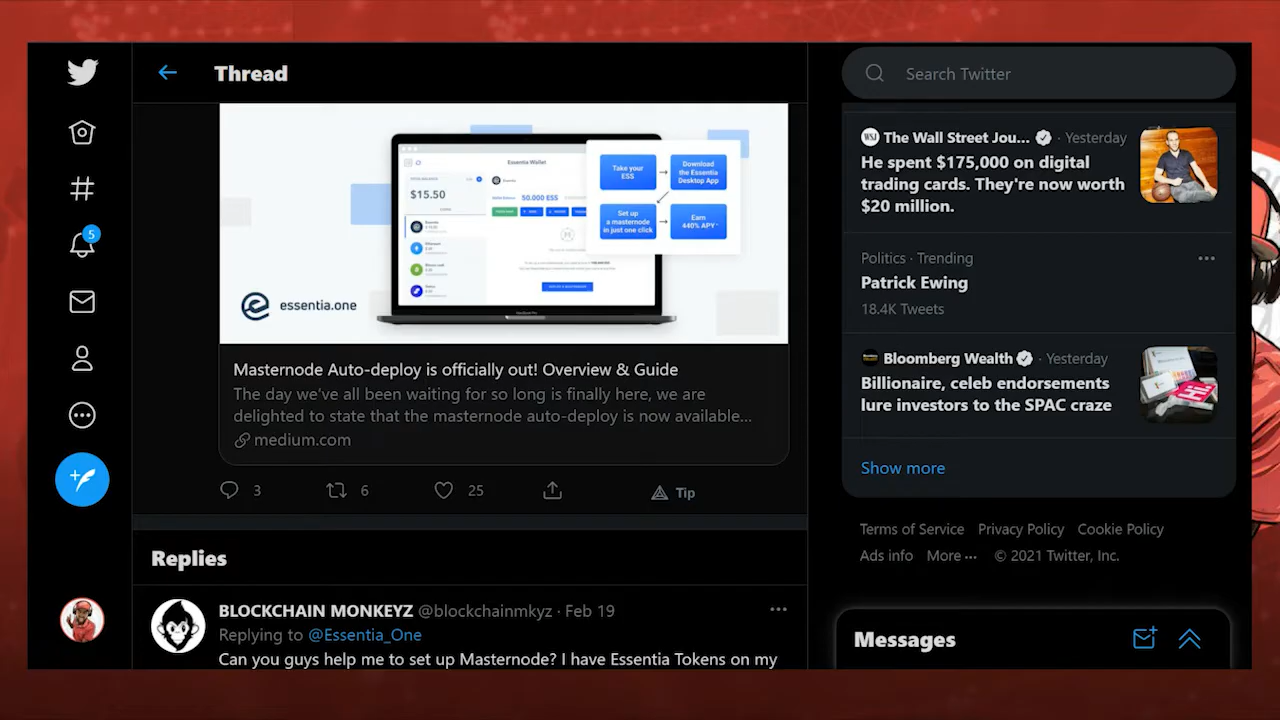 Thread
Search Twitter
5
Essentia Wallet
$15.50
50.000 ESS
Take your
ESS
Download
the Essentia
Desktop App
Set up
a masternode
in just one click
Earn
440% APY*
essentia.one
Masternode Auto-deploy is officially out! Overview & Guide
The day we've all been waiting for so long is finally here, we are
delighted to state that the masternode auto-deploy is now available...
medium.com
3
6
25
Tip
Replies
BLOCKCHAIN MONKEYZ @blockchainmkyz · Feb 19
Replying to @Essentia_One
Can you guys help me to set up Masternode? I have Essentia Tokens on my
WSJ The Wall Street Jou... · Yesterday
He spent $175,000 on digital
trading cards. They're now worth
$20 million.
Politics · Trending
Patrick Ewing
18.4K Tweets
Bloomberg Wealth · Yesterday
Billionaire, celeb endorsements
lure investors to the SPAC craze
Show more
Terms of Service Privacy Policy Cookie Policy
Ads info More ··· © 2021 Twitter, Inc.
Messages